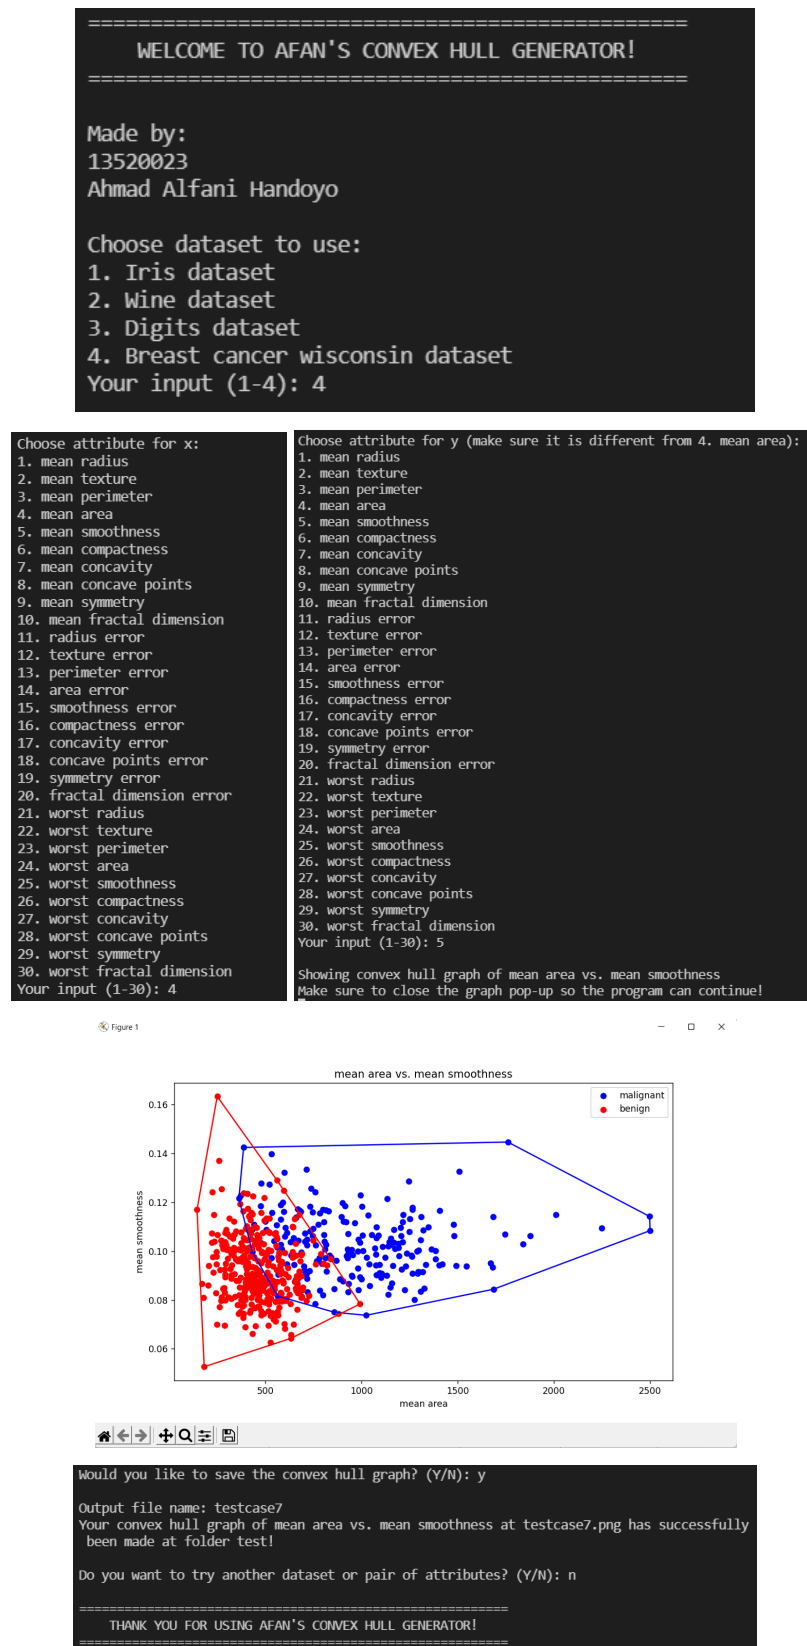 ==================================================
WELCOME TO AFAN'S CONVEX HULL GENERATOR!
==================================================
Made by:
13520023
Ahmad Alfani Handoyo
Choose dataset to use:
1. Iris dataset
2. Wine dataset
3. Digits dataset
4. Breast cancer wisconsin dataset
Your input (1-4): 4
Choose attribute for x:
1. mean radius
2. mean texture
3. mean perimeter
4. mean area
5. mean smoothness
6. mean compactness
7. mean concavity
8. mean concave points
9. mean symmetry
10. mean fractal dimension
11. radius error
12. texture error
13. perimeter error
14. area error
15. smoothness error
16. compactness error
17. concavity error
18. concave points error
19. symmetry error
20. fractal dimension error
21. worst radius
22. worst texture
23. worst perimeter
24. worst area
25. worst smoothness
26. worst compactness
27. worst concavity
28. worst concave points
29. worst symmetry
30. worst fractal dimension
Your input (1-30): 4
Choose attribute for y (make sure it is different from 4. mean area):
1. mean radius
2. mean texture
3. mean perimeter
4. mean area
5. mean smoothness
6. mean compactness
7. mean concavity
8. mean concave points
9. mean symmetry
10. mean fractal dimension
11. radius error
12. texture error
13. perimeter error
14. area error
15. smoothness error
16. compactness error
17. concavity error
18. concave points error
19. symmetry error
20. fractal dimension error
21. worst radius
22. worst texture
23. worst perimeter
24. worst area
25. worst smoothness
26. worst compactness
27. worst concavity
28. worst concave points
29. worst symmetry
30. worst fractal dimension
Your input (1-30): 5
Showing convex hull graph of mean area vs. mean smoothness
Make sure to close the graph pop-up so the program can continue!
Figure 1
mean area vs. mean smoothness
malignant
benign
0.16
0.14
0.12
0.10
0.08
0.06
mean smoothness
500 1000 1500 2000 2500
mean area
Would you like to save the convex hull graph? (Y/N): y
Output file name: testcase7
Your convex hull graph of mean area vs. mean smoothness at testcase7.png has successfully
been made at folder test!
Do you want to try another dataset or pair of attributes? (Y/N): n
=========================================================
THANK YOU FOR USING AFAN'S CONVEX HULL GENERATOR!
=========================================================